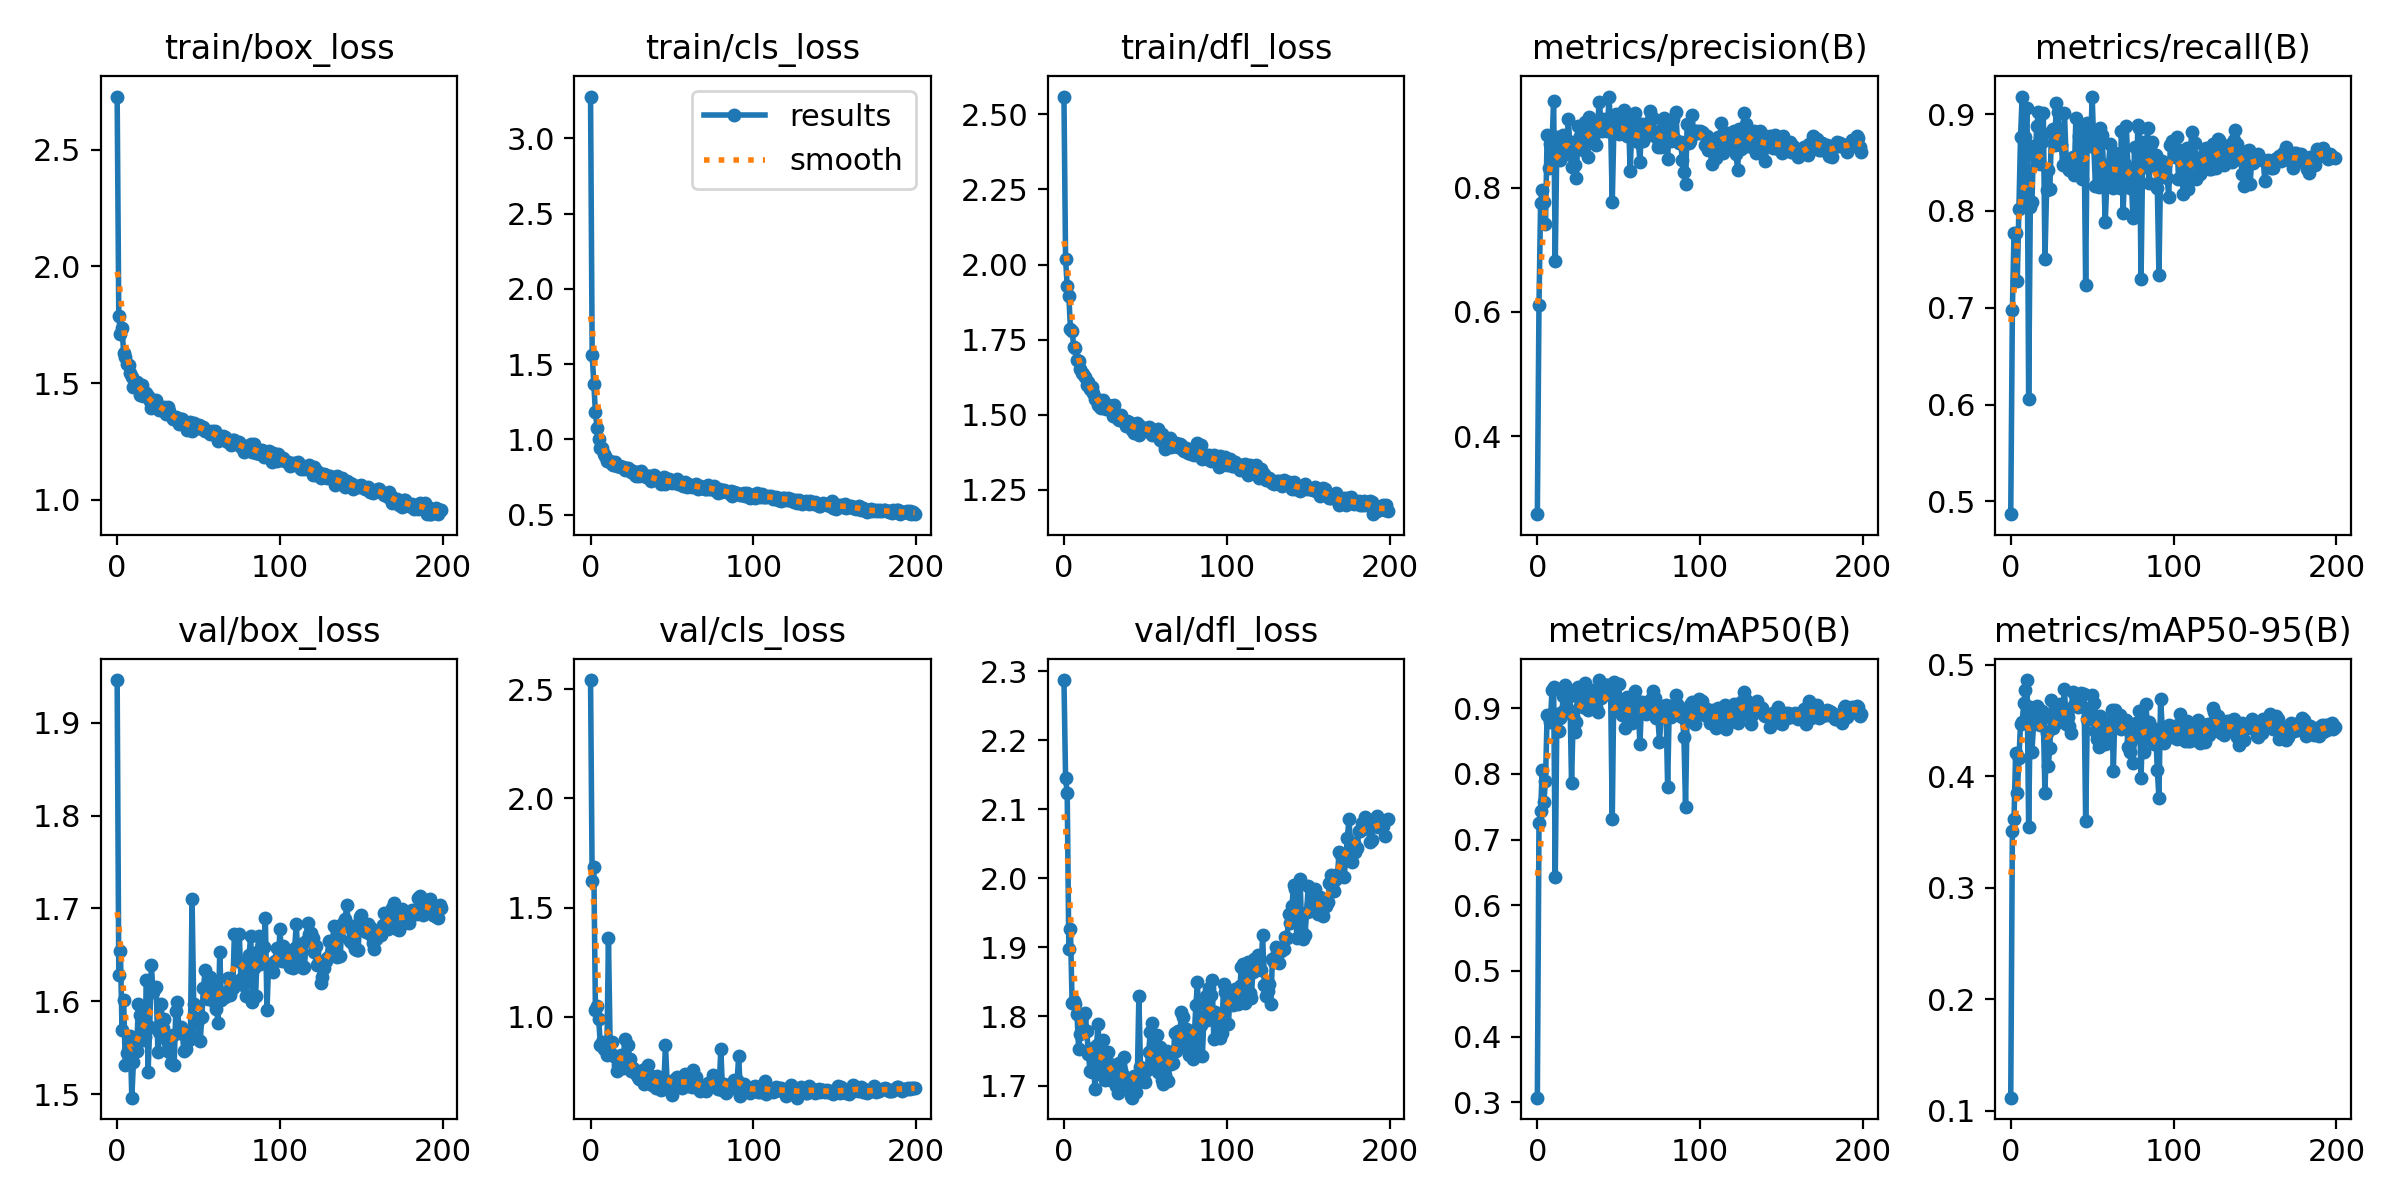 train/box_loss
2.5
2.0
1.5
1.0
0 100 200
train/cls_loss
results
smooth
3.0
2.5
2.0
1.5
1.0
0.5
0 100 200
train/dfl_loss
2.50
2.25
2.00
1.75
1.50
1.25
0 100 200
metrics/precision(B)
0.8
0.6
0.4
0 100 200
metrics/recall(B)
0.9
0.8
0.7
0.6
0.5
0 100 200
val/box_loss
1.9
1.8
1.7
1.6
1.5
0 100 200
val/cls_loss
2.5
2.0
1.5
1.0
0 100 200
val/dfl_loss
2.3
2.2
2.1
2.0
1.9
1.8
1.7
0 100 200
metrics/mAP50(B)
0.9
0.8
0.7
0.6
0.5
0.4
0.3
0 100 200
metrics/mAP50-95(B)
0.5
0.4
0.3
0.2
0.1
0 100 200